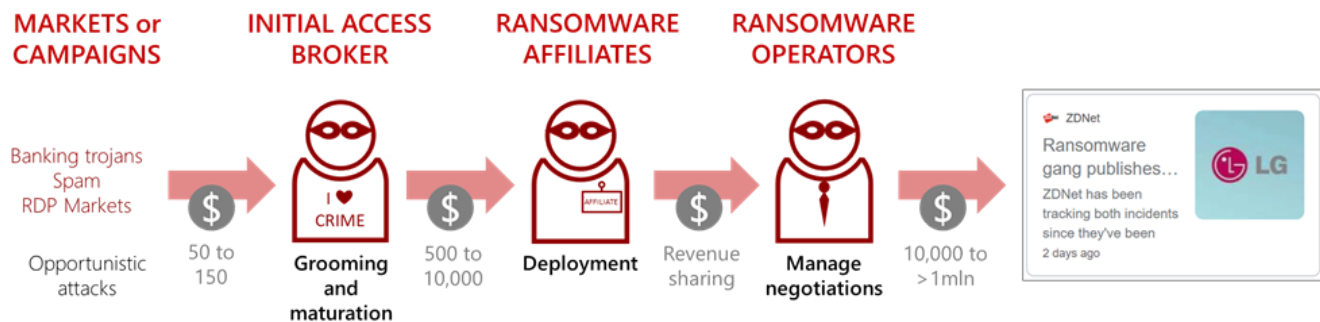 MARKETS or
CAMPAIGNS
INITIAL ACCESS
BROKER
RANSOMWARE
AFFILIATES
RANSOMWARE
OPERATORS
Banking trojans
Spam
RDP Markets
Opportunistic
attacks
$
50 to
150
I ♥
CRIME
Grooming
and
maturation
$
500 to
10,000
AFFILIATE
Deployment
$
Revenue
sharing
Manage
negotiations
$
10,000 to
>1mln
ZDNet
Ransomware
gang publishes…
ZDNet has been
tracking both incidents
since they've been
2 days ago
LG
LG